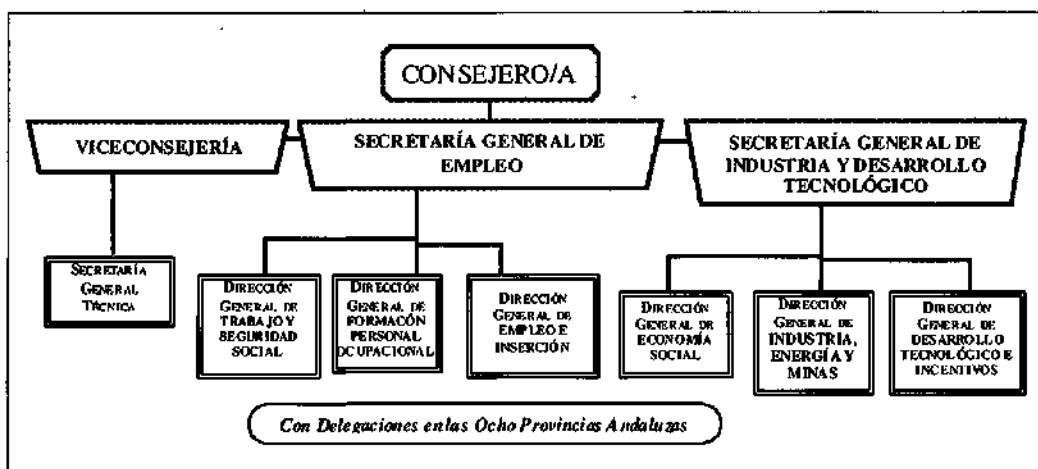 CONSEJERO/A
VICECONSEJERÍA
SECRETARÍA GENERAL DE
EMPLEO
SECRETARÍA GENERAL DE
INDUSTRIA Y DESARROLLO
TECNOLÓGICO
SECRETARÍA
GENERAL
TÉCNICA
DIRECCIÓN
GENERAL DE
TRABAJO Y
SEGURIDAD
SOCIAL
DIRECCIÓN
GENERAL DE
FORMACÓN
PERSONAL
OCUPACIONAL
DIRECCIÓN
GENERAL DE
EMPLEO E
INSERCIÓN
DIRECCIÓN
GENERAL DE
ECONOMÍA
SOCIAL
DIRECCIÓN
GENERAL DE
INDUSTRIA,
ENERGÍA Y
MINAS
DIRECCIÓN
GENERAL DE
DESARROLLO
TECNOLÓGICO E
INCENTIVOS
Con Delegaciones en las Ocho Provincias Andaluzas